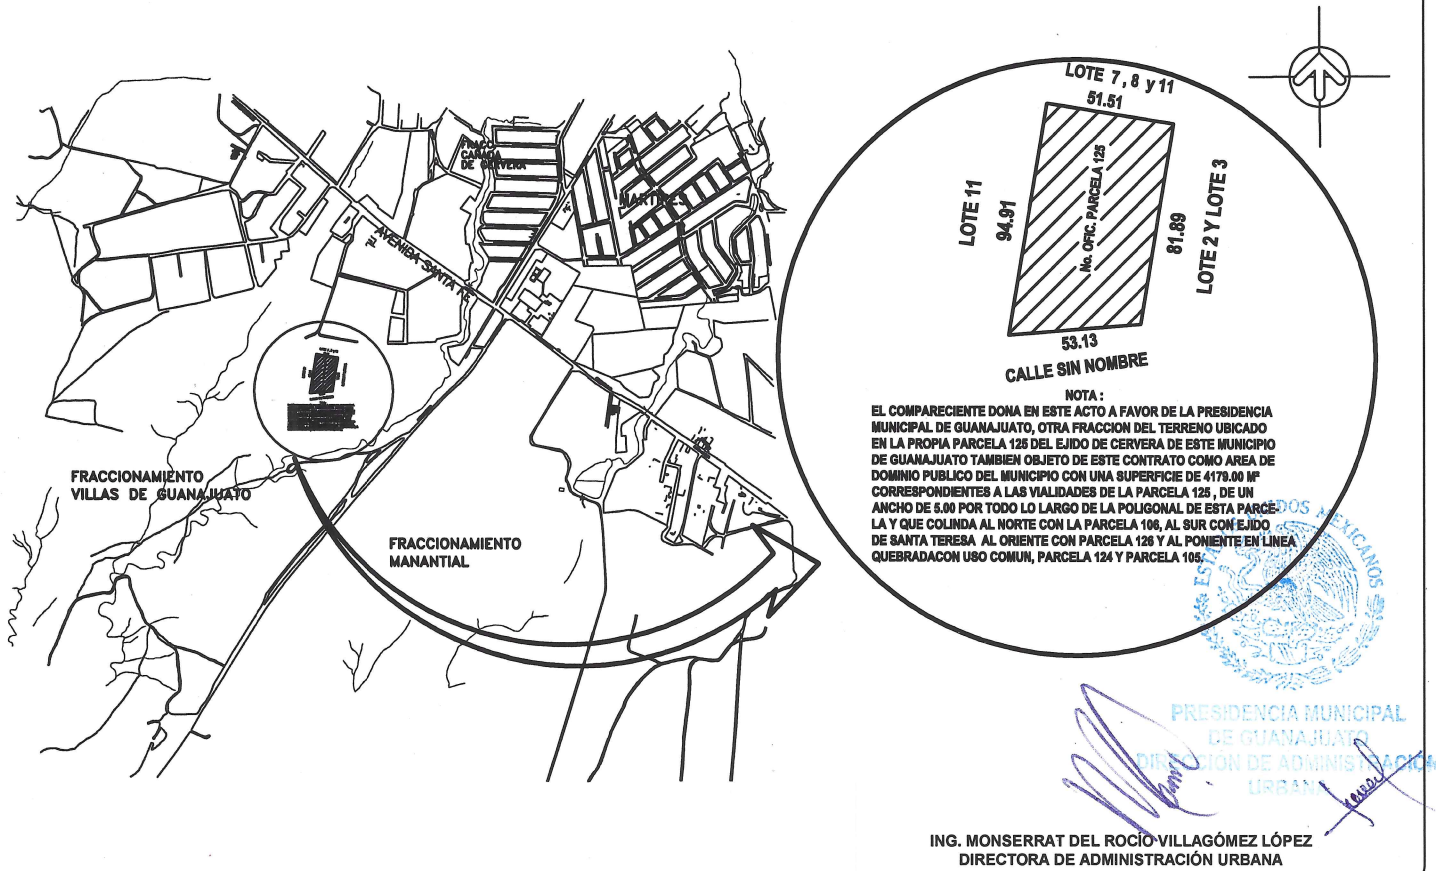 FRACC.
CAÑADA
DE CERVERA
MARTIRES
AVENIDA SANTA FE
FRACCIONAMIENTO
VILLAS DE GUANAJUATO
FRACCIONAMIENTO
MANANTIAL
LOTE 7, 8 y 11
51.51
LOTE 11
94.91
No. OFIC. PARCELA 125
81.89
LOTE 2 Y LOTE 3
53.13
CALLE SIN NOMBRE
NOTA :
EL COMPARECIENTE DONA EN ESTE ACTO A FAVOR DE LA PRESIDENCIA
MUNICIPAL DE GUANAJUATO, OTRA FRACCION DEL TERRENO UBICADO
EN LA PROPIA PARCELA 125 DEL EJIDO DE CERVERA DE ESTE MUNICIPIO
DE GUANAJUATO TAMBIEN OBJETO DE ESTE CONTRATO COMO AREA DE
DOMINIO PUBLICO DEL MUNICIPIO CON UNA SUPERFICIE DE 4179.00 M²
CORRESPONDIENTES A LAS VIALIDADES DE LA PARCELA 125 , DE UN
ANCHO DE 5.00 POR TODO LO LARGO DE LA POLIGONAL DE ESTA PARCE-
LA Y QUE COLINDA AL NORTE CON LA PARCELA 106, AL SUR CON EJIDO
DE SANTA TERESA AL ORIENTE CON PARCELA 126 Y AL PONIENTE EN LINEA
QUEBRADACON USO COMUN, PARCELA 124 Y PARCELA 105.
ESTADOS UNIDOS MEXICANOS
PRESIDENCIA MUNICIPAL
DE GUANAJUATO
DIRECCIÓN DE ADMINISTRACIÓN
URBANA
ING. MONSERRAT DEL ROCÍO VILLAGÓMEZ LÓPEZ
DIRECTORA DE ADMINISTRACIÓN URBANA